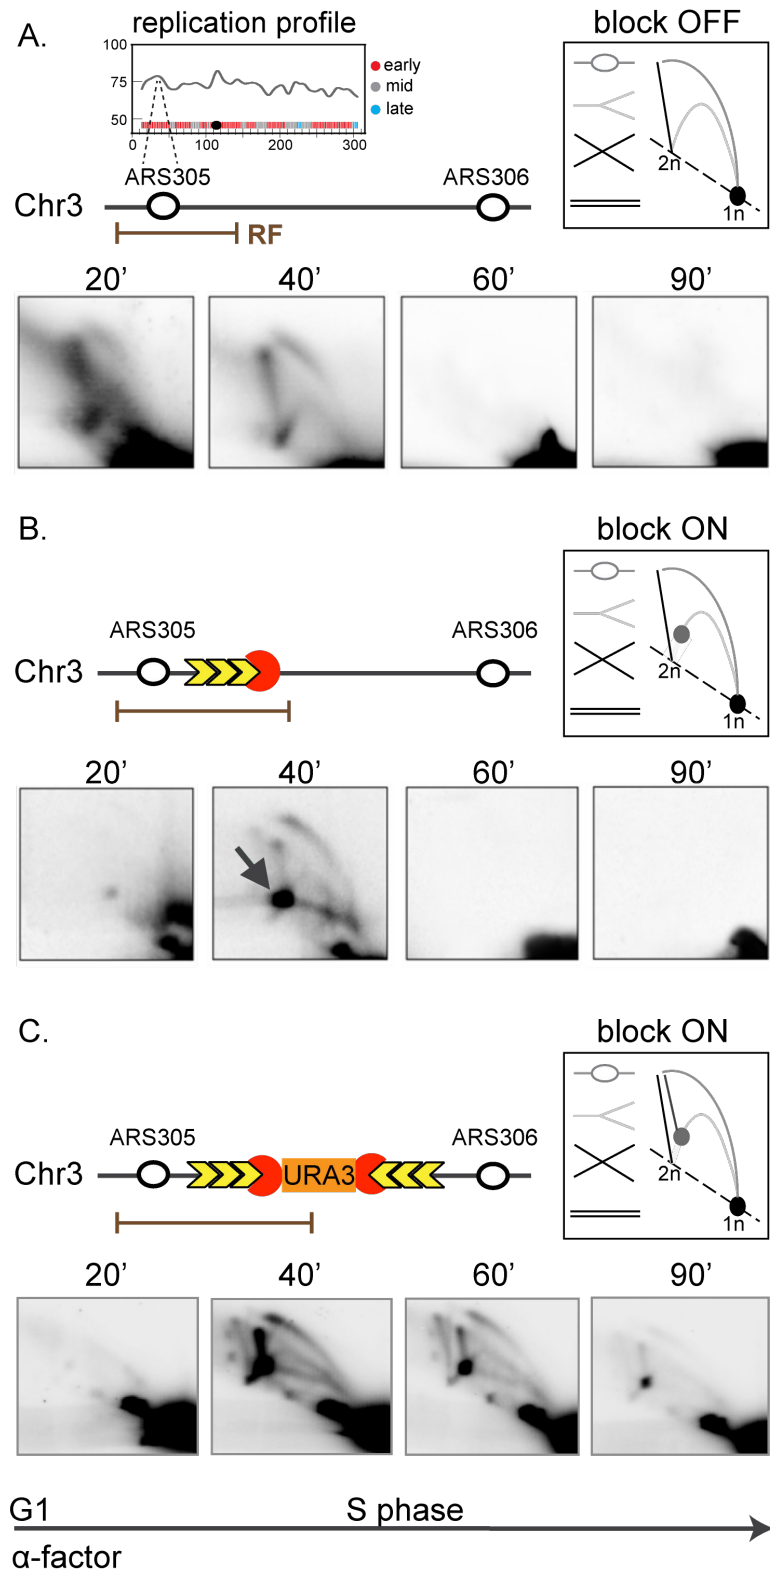 A.
replication profile
block OFF
100
75
50
early
mid
late
0
100
200
300
2n
1n
ARS305
ARS306
Chr3
RF
20’
40’
60’
90’
B.
block ON
ARS305
ARS306
Chr3
2n
1n
20’
40’
60’
90’
C.
block ON
ARS305
ARS306
Chr3
URA3
2n
1n
20’
40’
60’
90’
G1
S phase
α-factor